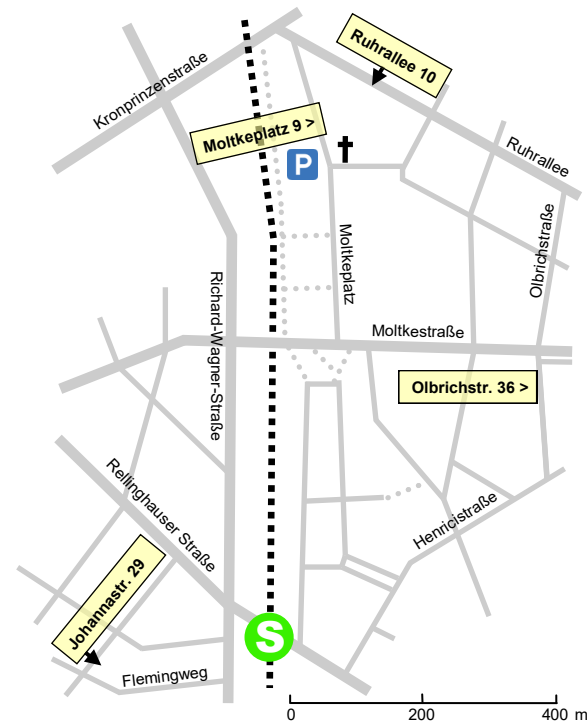 Ruhrallee 10
Kronprinzenstraße
Moltkeplatz 9 >
P
Ruhrallee
Olbrichstraße
Moltkeplatz
Richard-Wagner-Straße
Moltkestraße
Olbrichstr. 36 >
Rellinghauser Straße
Henricistraße
Johannastr. 29
S
Flemingweg
0 200 400 m